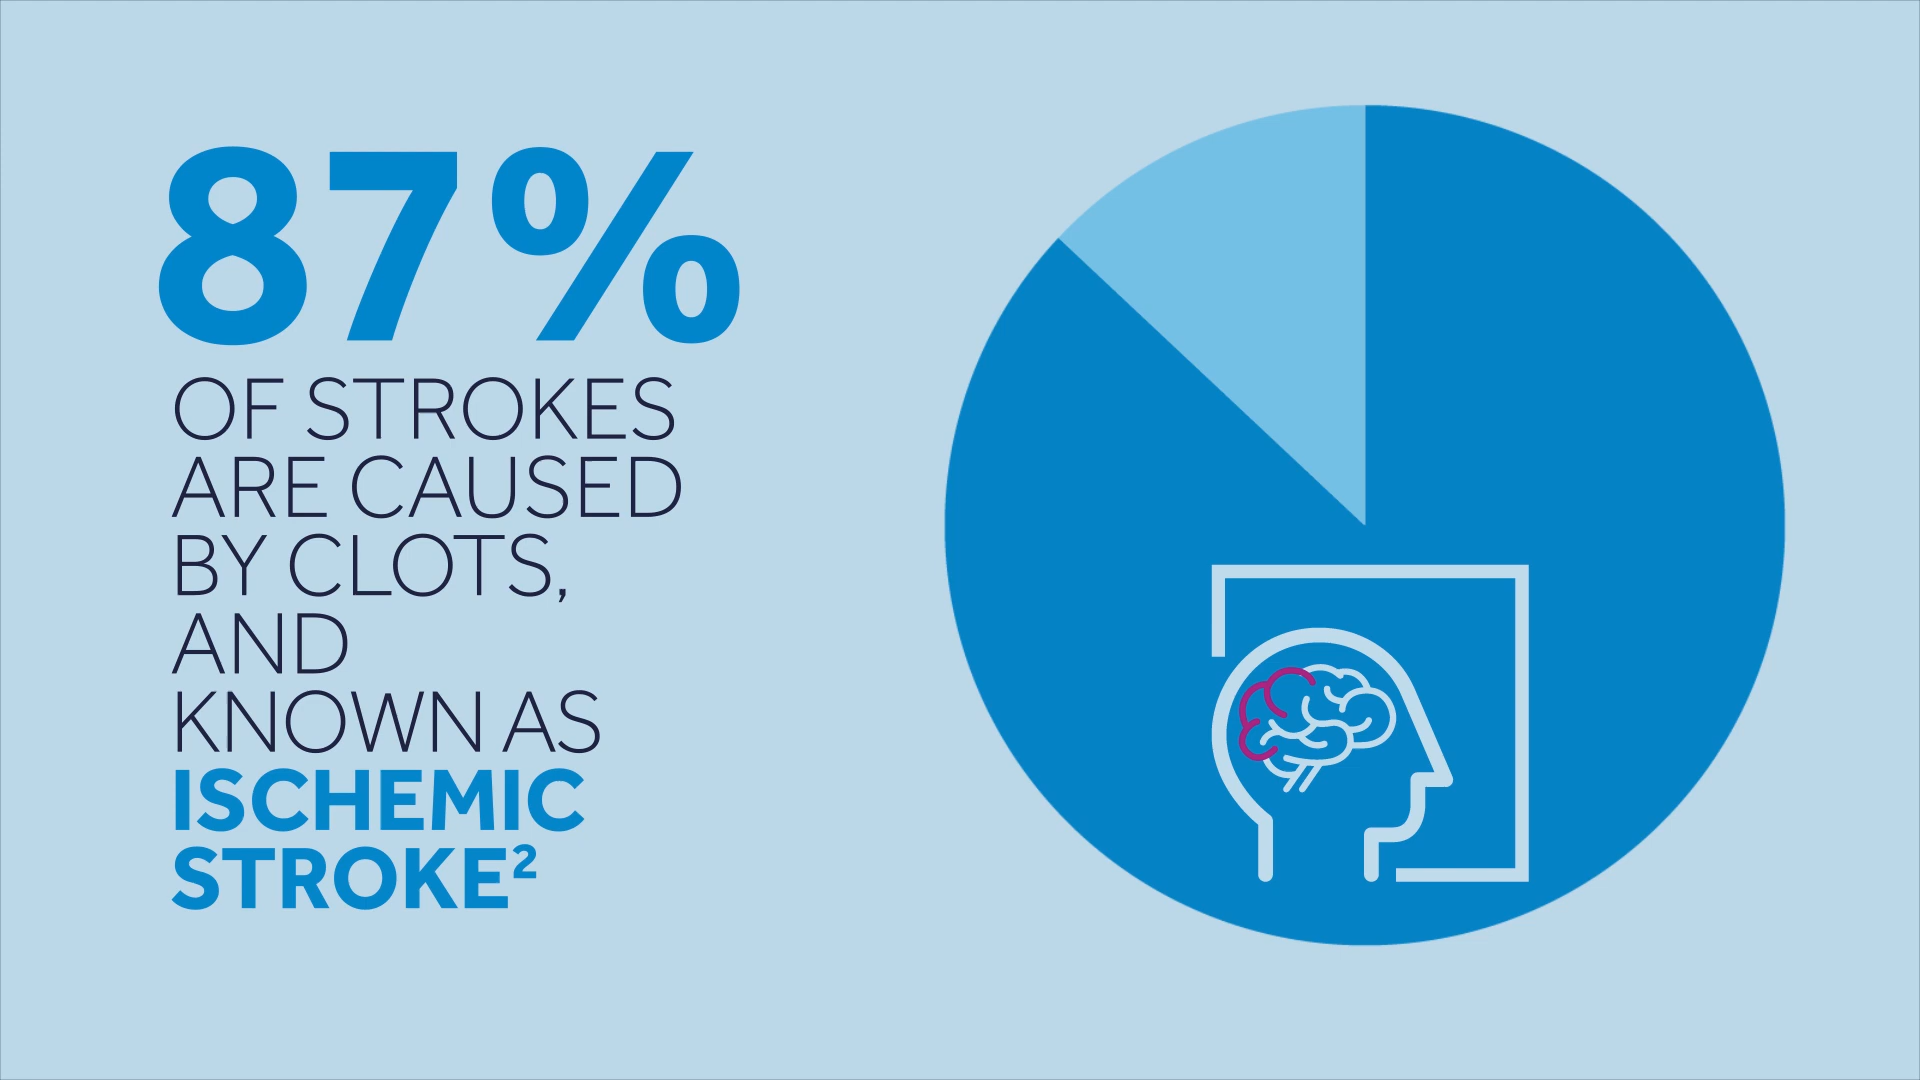 87%
OF STROKES
ARE CAUSED
BY CLOTS,
AND
KNOWN AS
ISCHEMIC
STROKE²